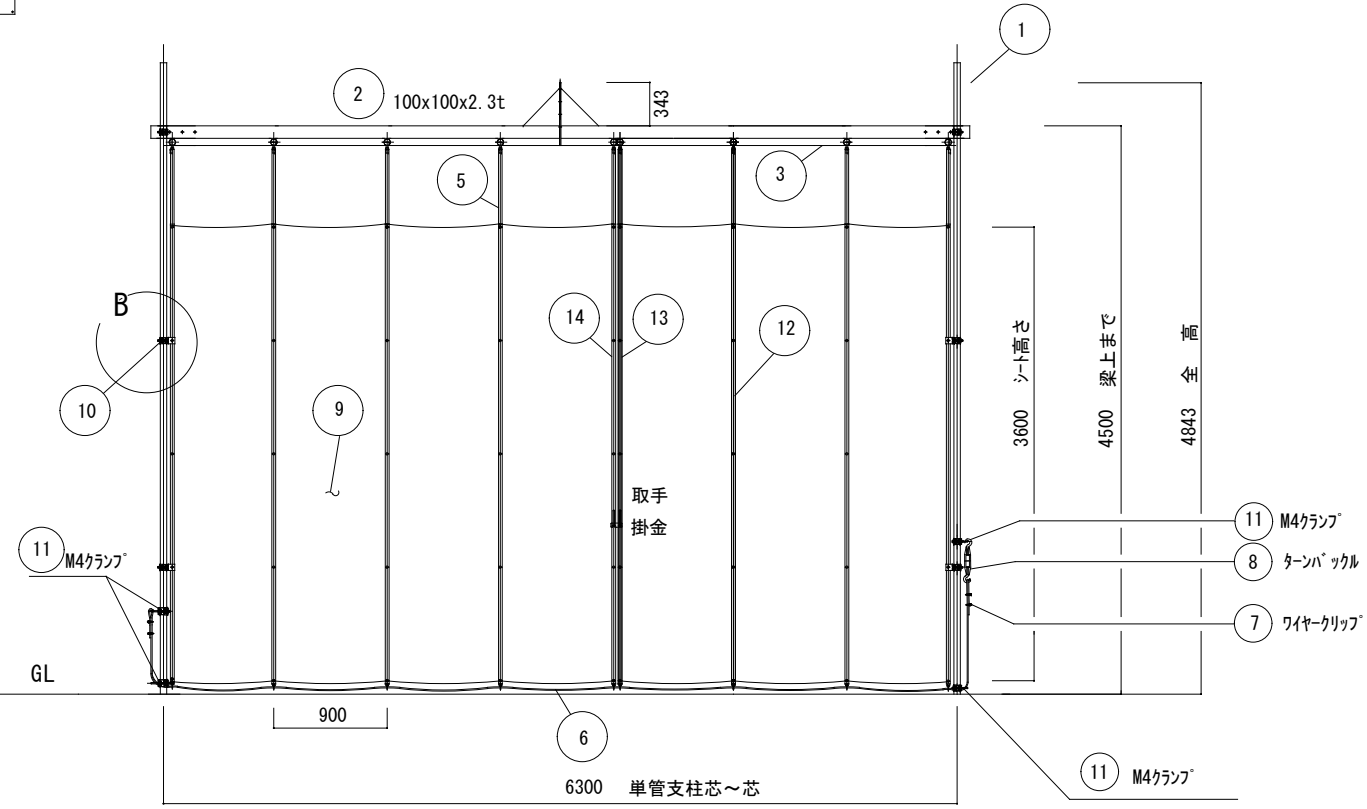 1
2
100x100x2.3t
343
3
5
B
14
13
12
10
9
3600 シート高さ
4500 梁上まで
4843 全 高
取手
掛金
11
M4クランプ
11 M4クランプ
8 ターンバックル
7 ワイヤークリップ
GL
900
6
11 M4クランプ
6300 単管支柱芯～芯